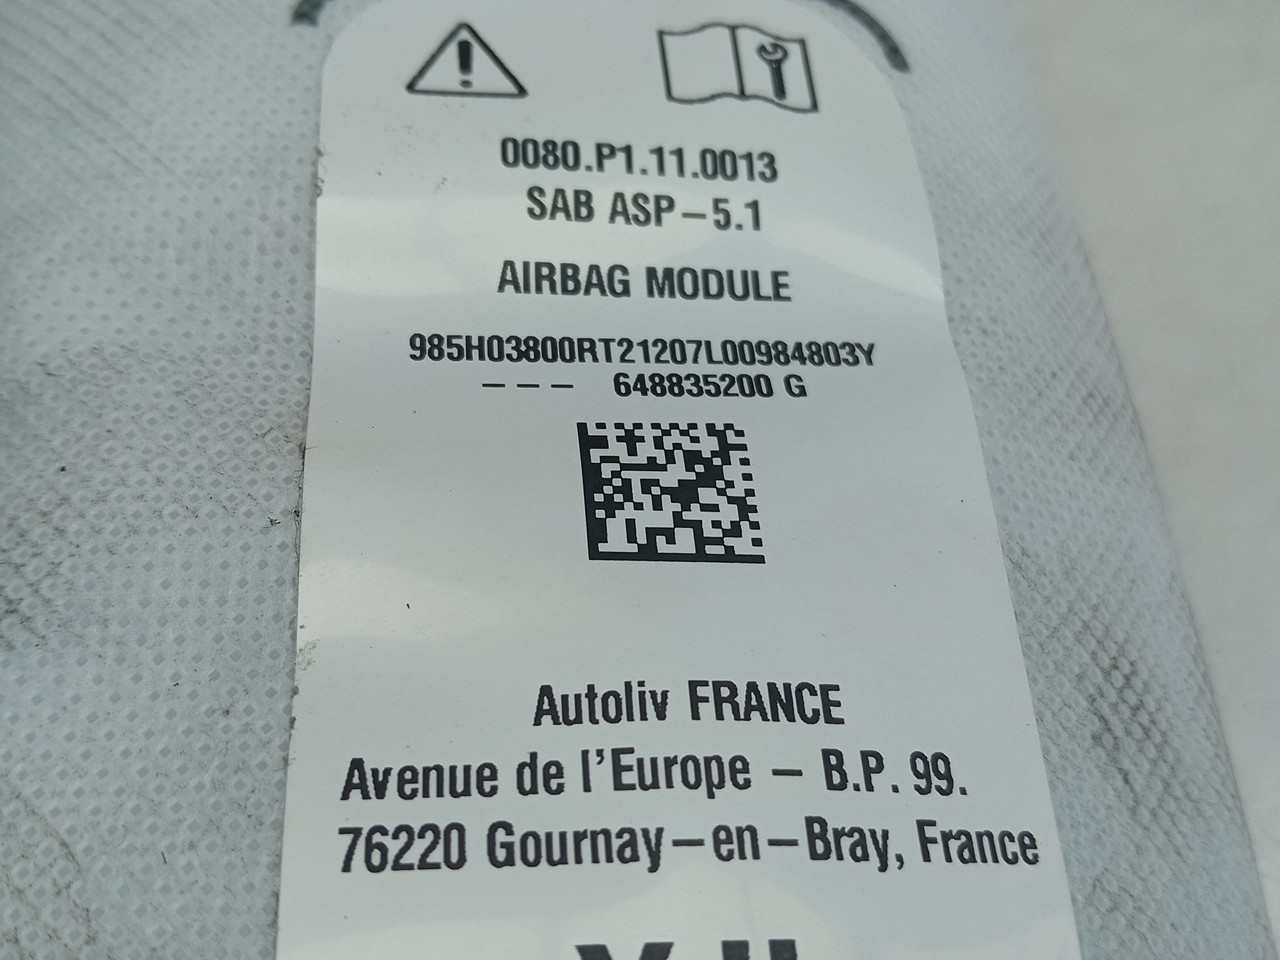 0080.P1.11.0013
SAB ASP-5.1
AIRBAG MODULE
985H03800RT21207L00984803Y
--- 648835200 G
Autoliv FRANCE
Avenue de l'Europe - B.P. 99.
76220 Gournay-en-Bray, France